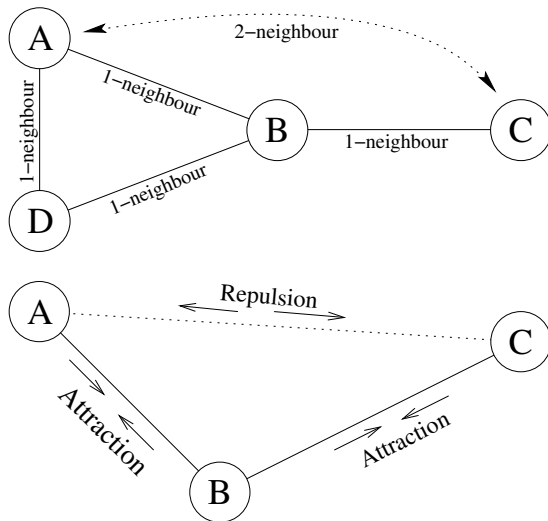 A
2-neighbour
1-neighbour
B
C
1-neighbour
1-neighbour
1-neighbour
D
Repulsion
A
C
Attraction
Attraction
B